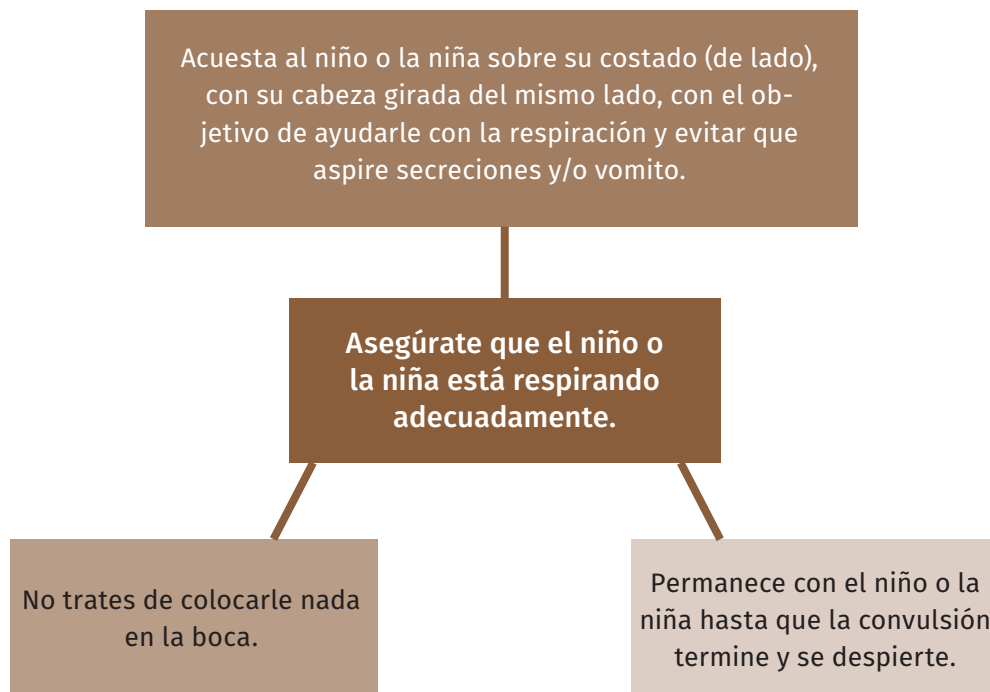 Acuesta al niño o la niña sobre su costado (de lado),
con su cabeza girada del mismo lado, con el ob-
jetivo de ayudarle con la respiración y evitar que
aspire secreciones y/o vomito.
Asegúrate que el niño o
la niña está respirando
adecuadamente.
No trates de colocarle nada
en la boca.
Permanece con el niño o la
niña hasta que la convulsión
termine y se despierte.